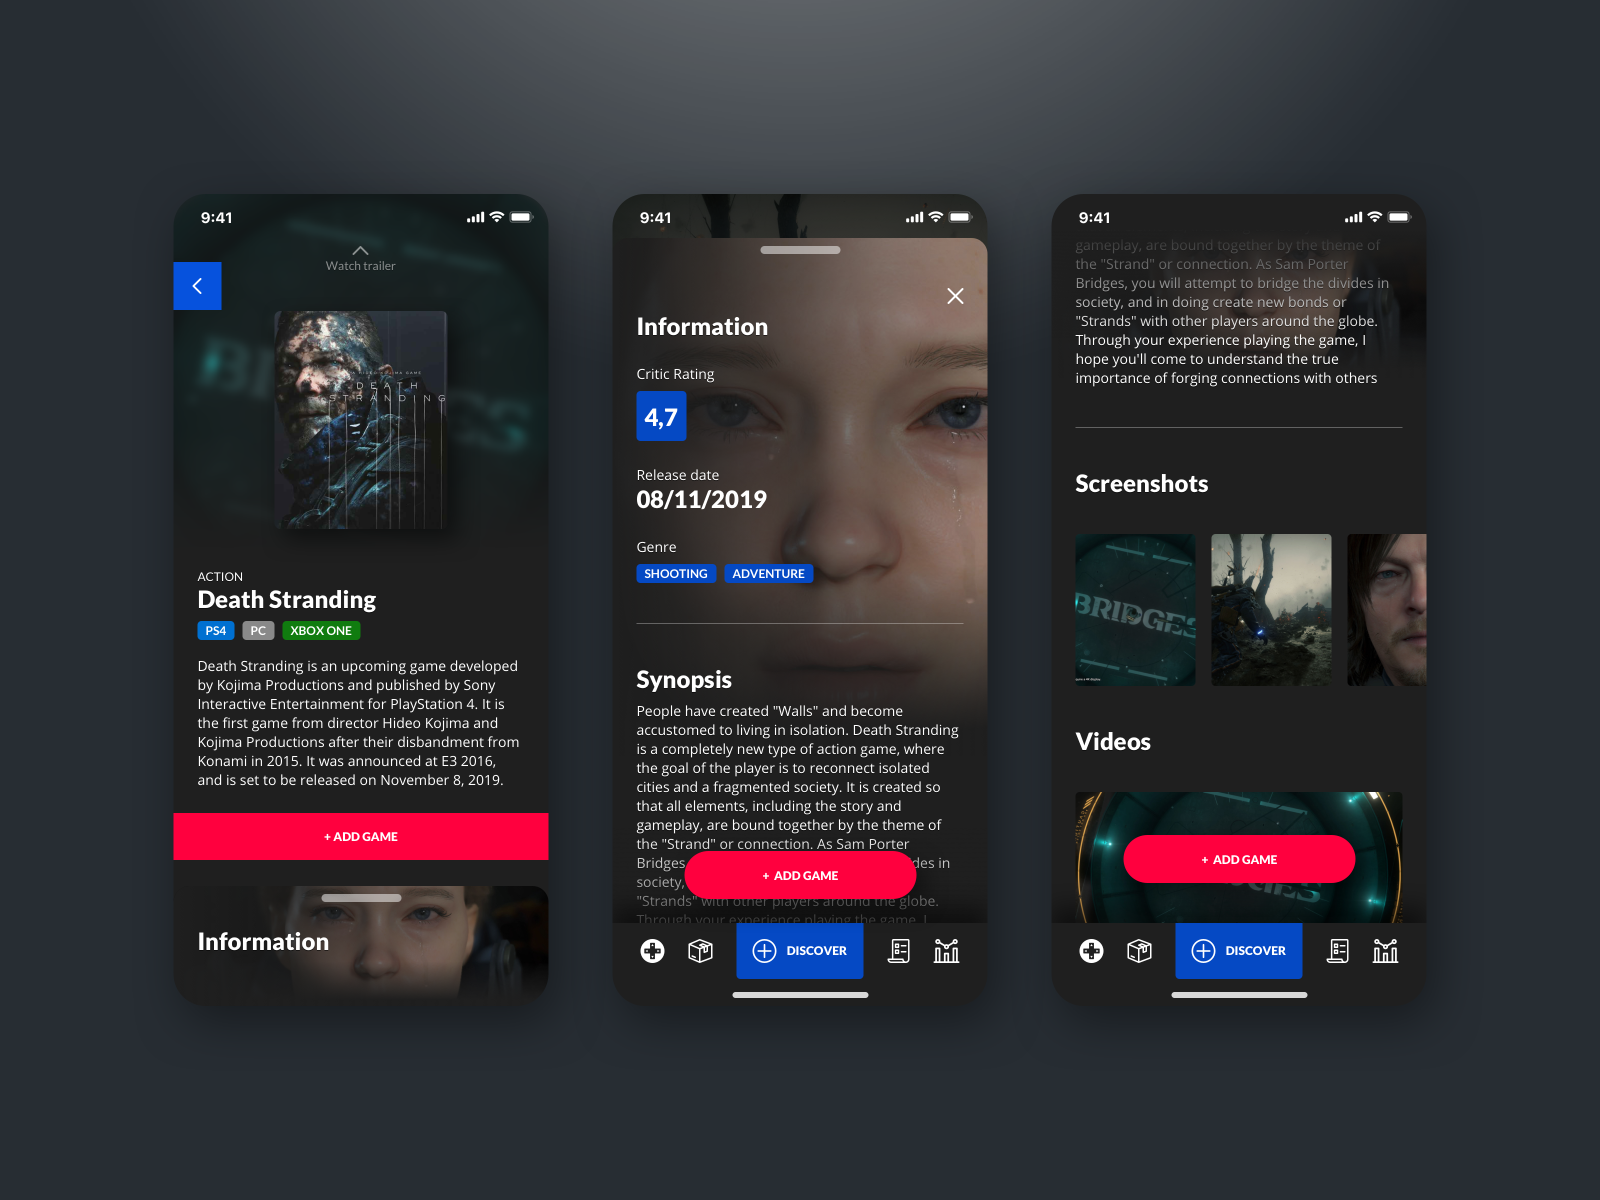 9:41
Watch trailer
A HIDEO KOJIMA GAME
DEATH
STRANDING
BRIDGES
ACTION
Death Stranding
PS4 PC XBOX ONE
Death Stranding is an upcoming game developed
by Kojima Productions and published by Sony
Interactive Entertainment for PlayStation 4. It is
the first game from director Hideo Kojima and
Kojima Productions after their disbandment from
Konami in 2015. It was announced at E3 2016,
and is set to be released on November 8, 2019.
+ ADD GAME
Information
9:41
Information
Critic Rating
4,7
Release date
08/11/2019
Genre
SHOOTING ADVENTURE
Synopsis
People have created "Walls" and become
accustomed to living in isolation. Death Stranding
is a completely new type of action game, where
the goal of the player is to reconnect isolated
cities and a fragmented society. It is created so
that all elements, including the story and
gameplay, are bound together by the theme of
the "Strand" or connection. As Sam Porter
Bridges des in
society,
"Strands" with other players around the globe.
Through your experience playing the game, I
+ ADD GAME
DISCOVER
9:41
gameplay, are bound together by the theme of
the "Strand" or connection. As Sam Porter
Bridges, you will attempt to bridge the divides in
society, and in doing create new bonds or
"Strands" with other players around the globe.
Through your experience playing the game, I
hope you'll come to understand the true
importance of forging connections with others
Screenshots
BRIDGES
Videos
+ ADD GAME
DISCOVER